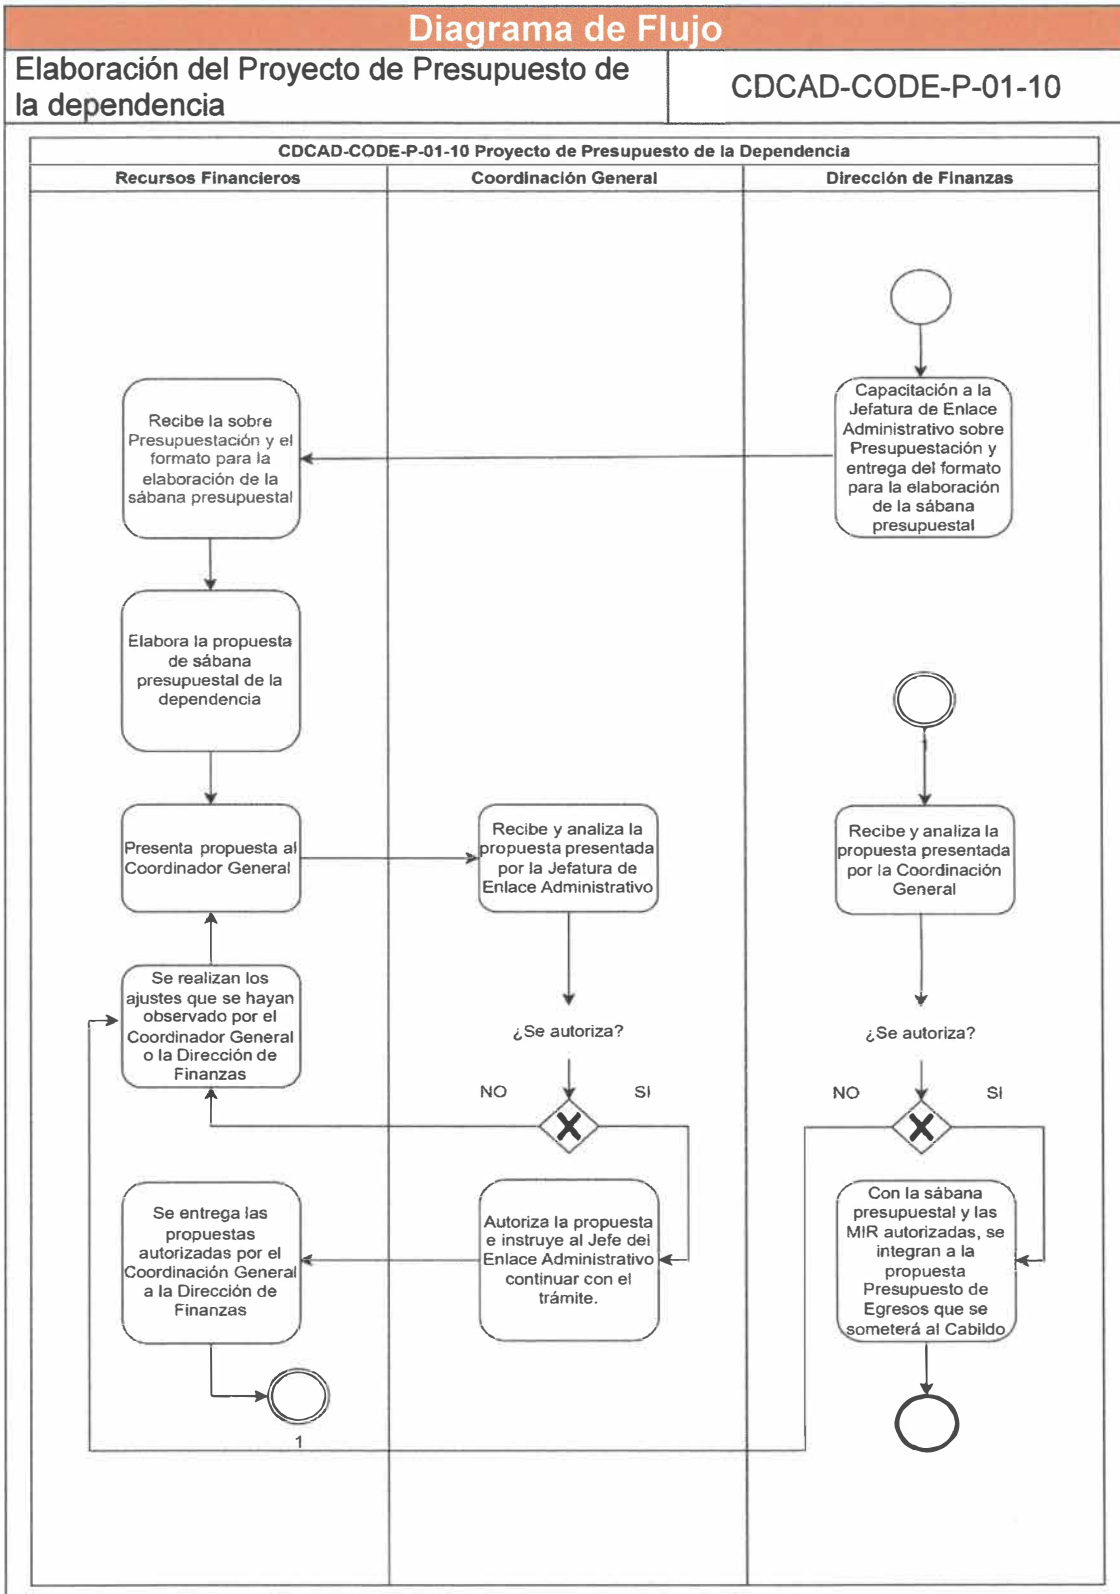 Diagrama de Flujo
Elaboración del Proyecto de Presupuesto de
la dependencia
CDCAD-CODE-P-01-10
CDCAD-CODE-P-01-10 Proyecto de Presupuesto de la Dependencia
Recursos Financieros
Coordinación General
Dirección de Finanzas
Capacitación a la
Jefatura de Enlace
Administrativo sobre
Presupuestación y
entrega del formato
para la elaboración
de la sábana
presupuestal
Recibe la sobre
Presupuestación y el
formato para la
elaboración de la
sábana presupuestal
Elabora la propuesta
de sábana
presupuestal de la
dependencia
1
Presenta propuesta al
Coordinador General
Recibe y analiza la
propuesta presentada
por la Jefatura de
Enlace Administrativo
Recibe y analiza la
propuesta presentada
por la Coordinación
General
Se realizan los
ajustes que se hayan
observado por el
Coordinador General
o la Dirección de
Finanzas
¿Se autoriza?
¿Se autoriza?
NO
SI
NO
SI
Se entrega las
propuestas
autorizadas por el
Coordinación General
a la Dirección de
Finanzas
Autoriza la propuesta
e instruye al Jefe del
Enlace Administrativo
continuar con el
trámite.
Con la sábana
presupuestal y las
MIR autorizadas, se
integran a la
propuesta
Presupuesto de
Egresos que se
someterá al Cabildo
1